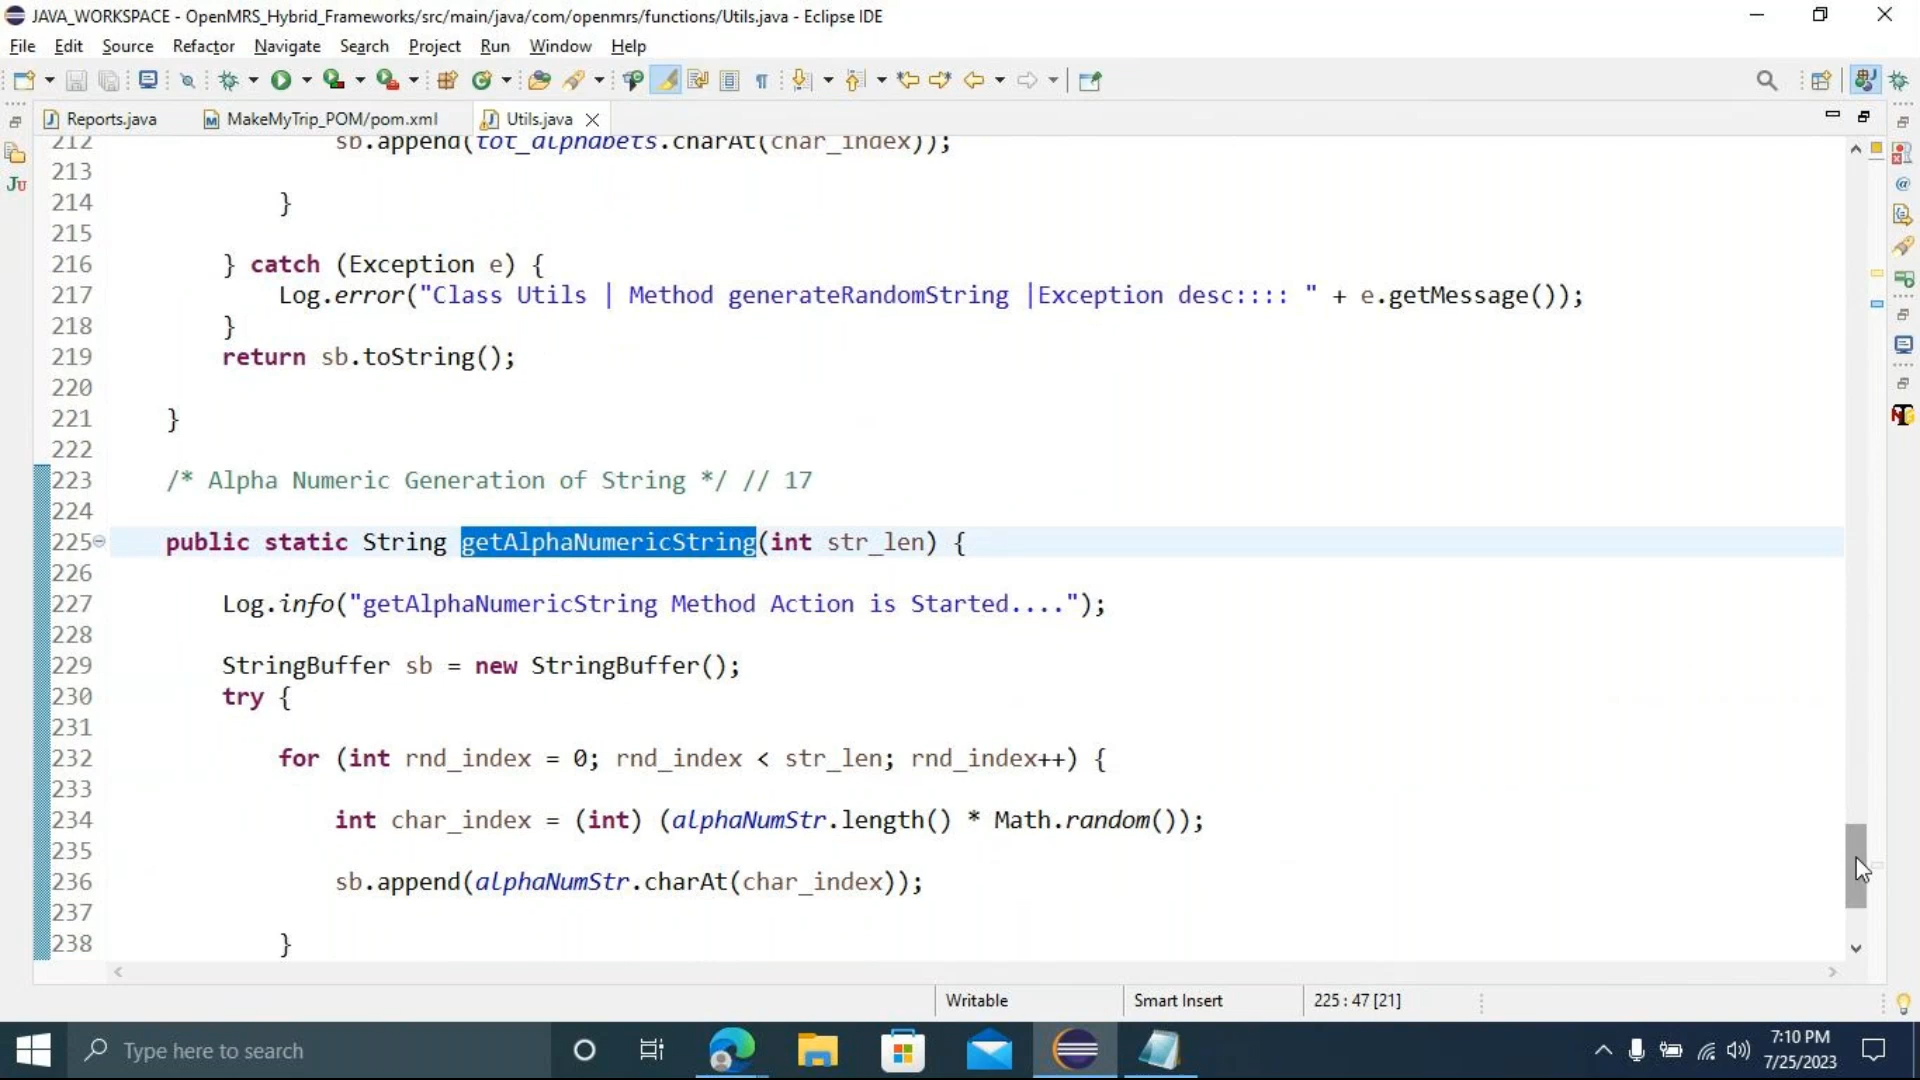 JAVA_WORKSPACE - OpenMRS_Hybrid_Frameworks/src/main/java/com/openmrs/functions/Utils.java - Eclipse IDE
File Edit Source Refactor Navigate Search Project Run Window Help
Reports.java MakeMyTrip_POM/pom.xml Utils.java
212 sb.append(tot_alphabets.charAt(char_index));
213
214 }
215
216 } catch (Exception e) {
217 Log.error("Class Utils | Method generateRandomString |Exception desc:::: " + e.getMessage());
218 }
219 return sb.toString();
220
221 }
222
223 /* Alpha Numeric Generation of String */ // 17
224
225 public static String getAlphaNumericString(int str_len) {
226
227 Log.info("getAlphaNumericString Method Action is Started....");
228
229 StringBuffer sb = new StringBuffer();
230 try {
231
232 for (int rnd_index = 0; rnd_index < str_len; rnd_index++) {
233
234 int char_index = (int) (alphaNumStr.length() * Math.random());
235
236 sb.append(alphaNumStr.charAt(char_index));
237
238 }
Writable Smart Insert 225 : 47 [21]
Type here to search
7:10 PM
7/25/2023